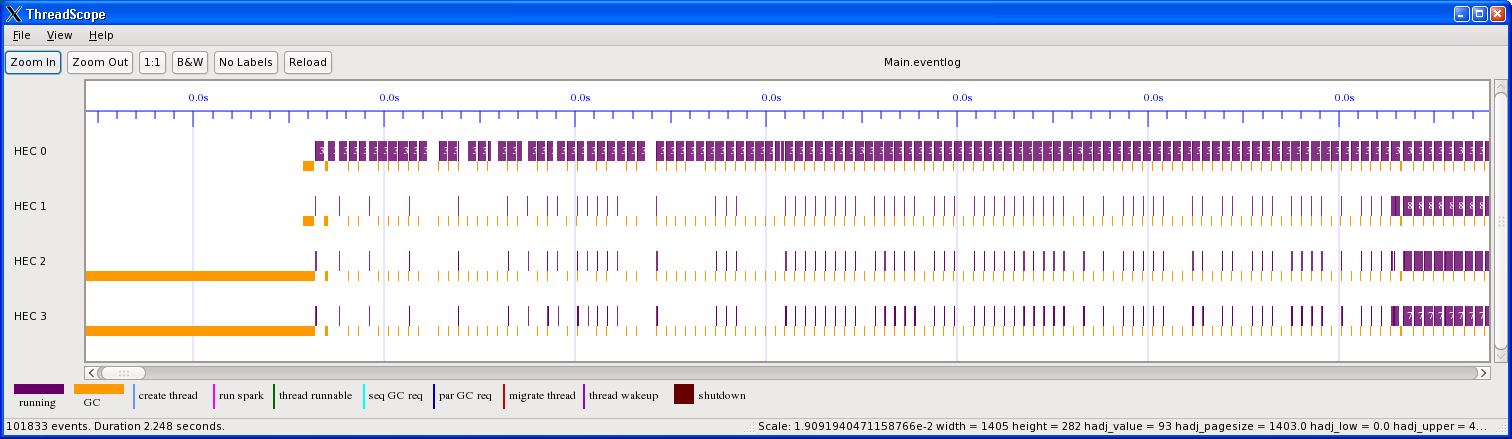 ThreadScope
File View Help
Zoom In Zoom Out 1:1 B&W No Labels Reload Main.eventlog
0.0s 0.0s 0.0s 0.0s 0.0s 0.0s 0.0s
HEC 0
HEC 1
HEC 2
HEC 3
running GC create thread run spark thread runnable seq GC req par GC req migrate thread thread wakeup shutdown
101833 events. Duration 2.248 seconds. Scale: 1.9091940471158766e-2 width = 1405 height = 282 hadj_value = 93 hadj_pagesize = 1403.0 hadj_low = 0.0 hadj_upper = 4...